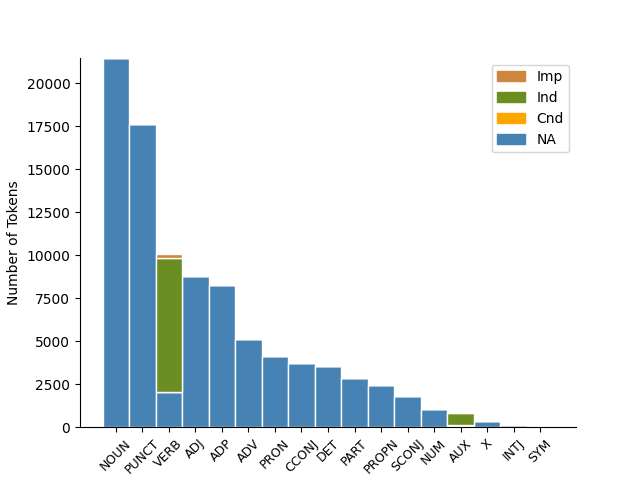 Number of Tokens
20000
17500
15000
12500
10000
7500
5000
2500
0
Imp
Ind
Cnd
NA
NOUN
PUNCT
VERB
ADJ
ADP
ADV
PRON
CCONJ
DET
PART
PROPN
SCONJ
NUM
AUX
X
INTJ
SYM